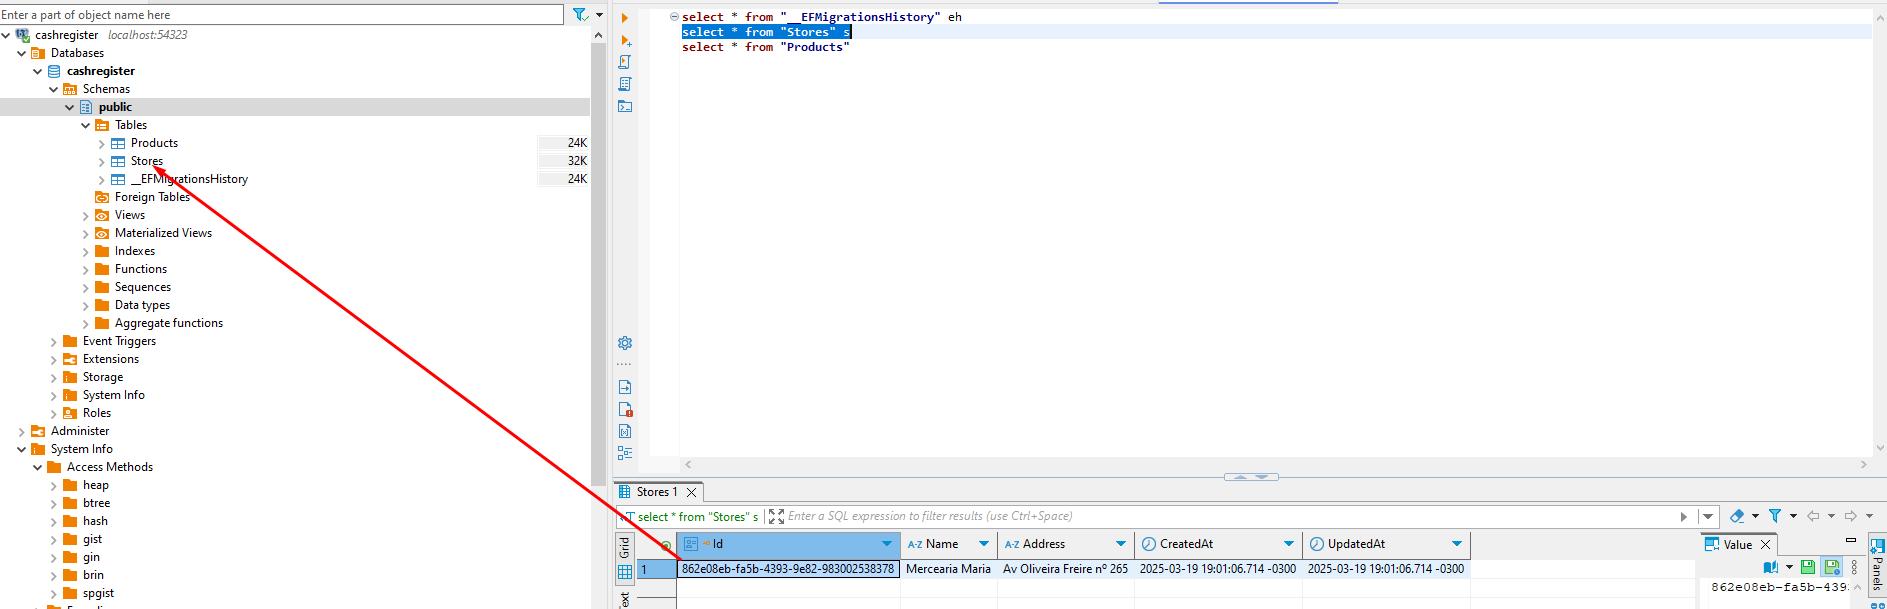 Enter a part of object name here
cashregister localhost:54323
Databases
cashregister
Schemas
public
Tables
Products 24K
Stores 32K
__EFMigrationsHistory 24K
Foreign Tables
Views
Materialized Views
Indexes
Functions
Sequences
Data types
Aggregate functions
Event Triggers
Extensions
Storage
System Info
Roles
Administer
System Info
Access Methods
heap
btree
hash
gist
gin
brin
spgist
select * from "__EFMigrationsHistory" eh
select * from "Stores" s
select * from "Products"
Stores 1
select * from "Stores" s Enter a SQL expression to filter results (use Ctrl+Space)
Grid
Id A-Z Name A-Z Address CreatedAt UpdatedAt
1 862e08eb-fa5b-4393-9e82-983002538378 Mercearia Maria Av Oliveira Freire nº 265 2025-03-19 19:01:06.714 -0300 2025-03-19 19:01:06.714 -0300
Value
862e08eb-fa5b-439
Panels